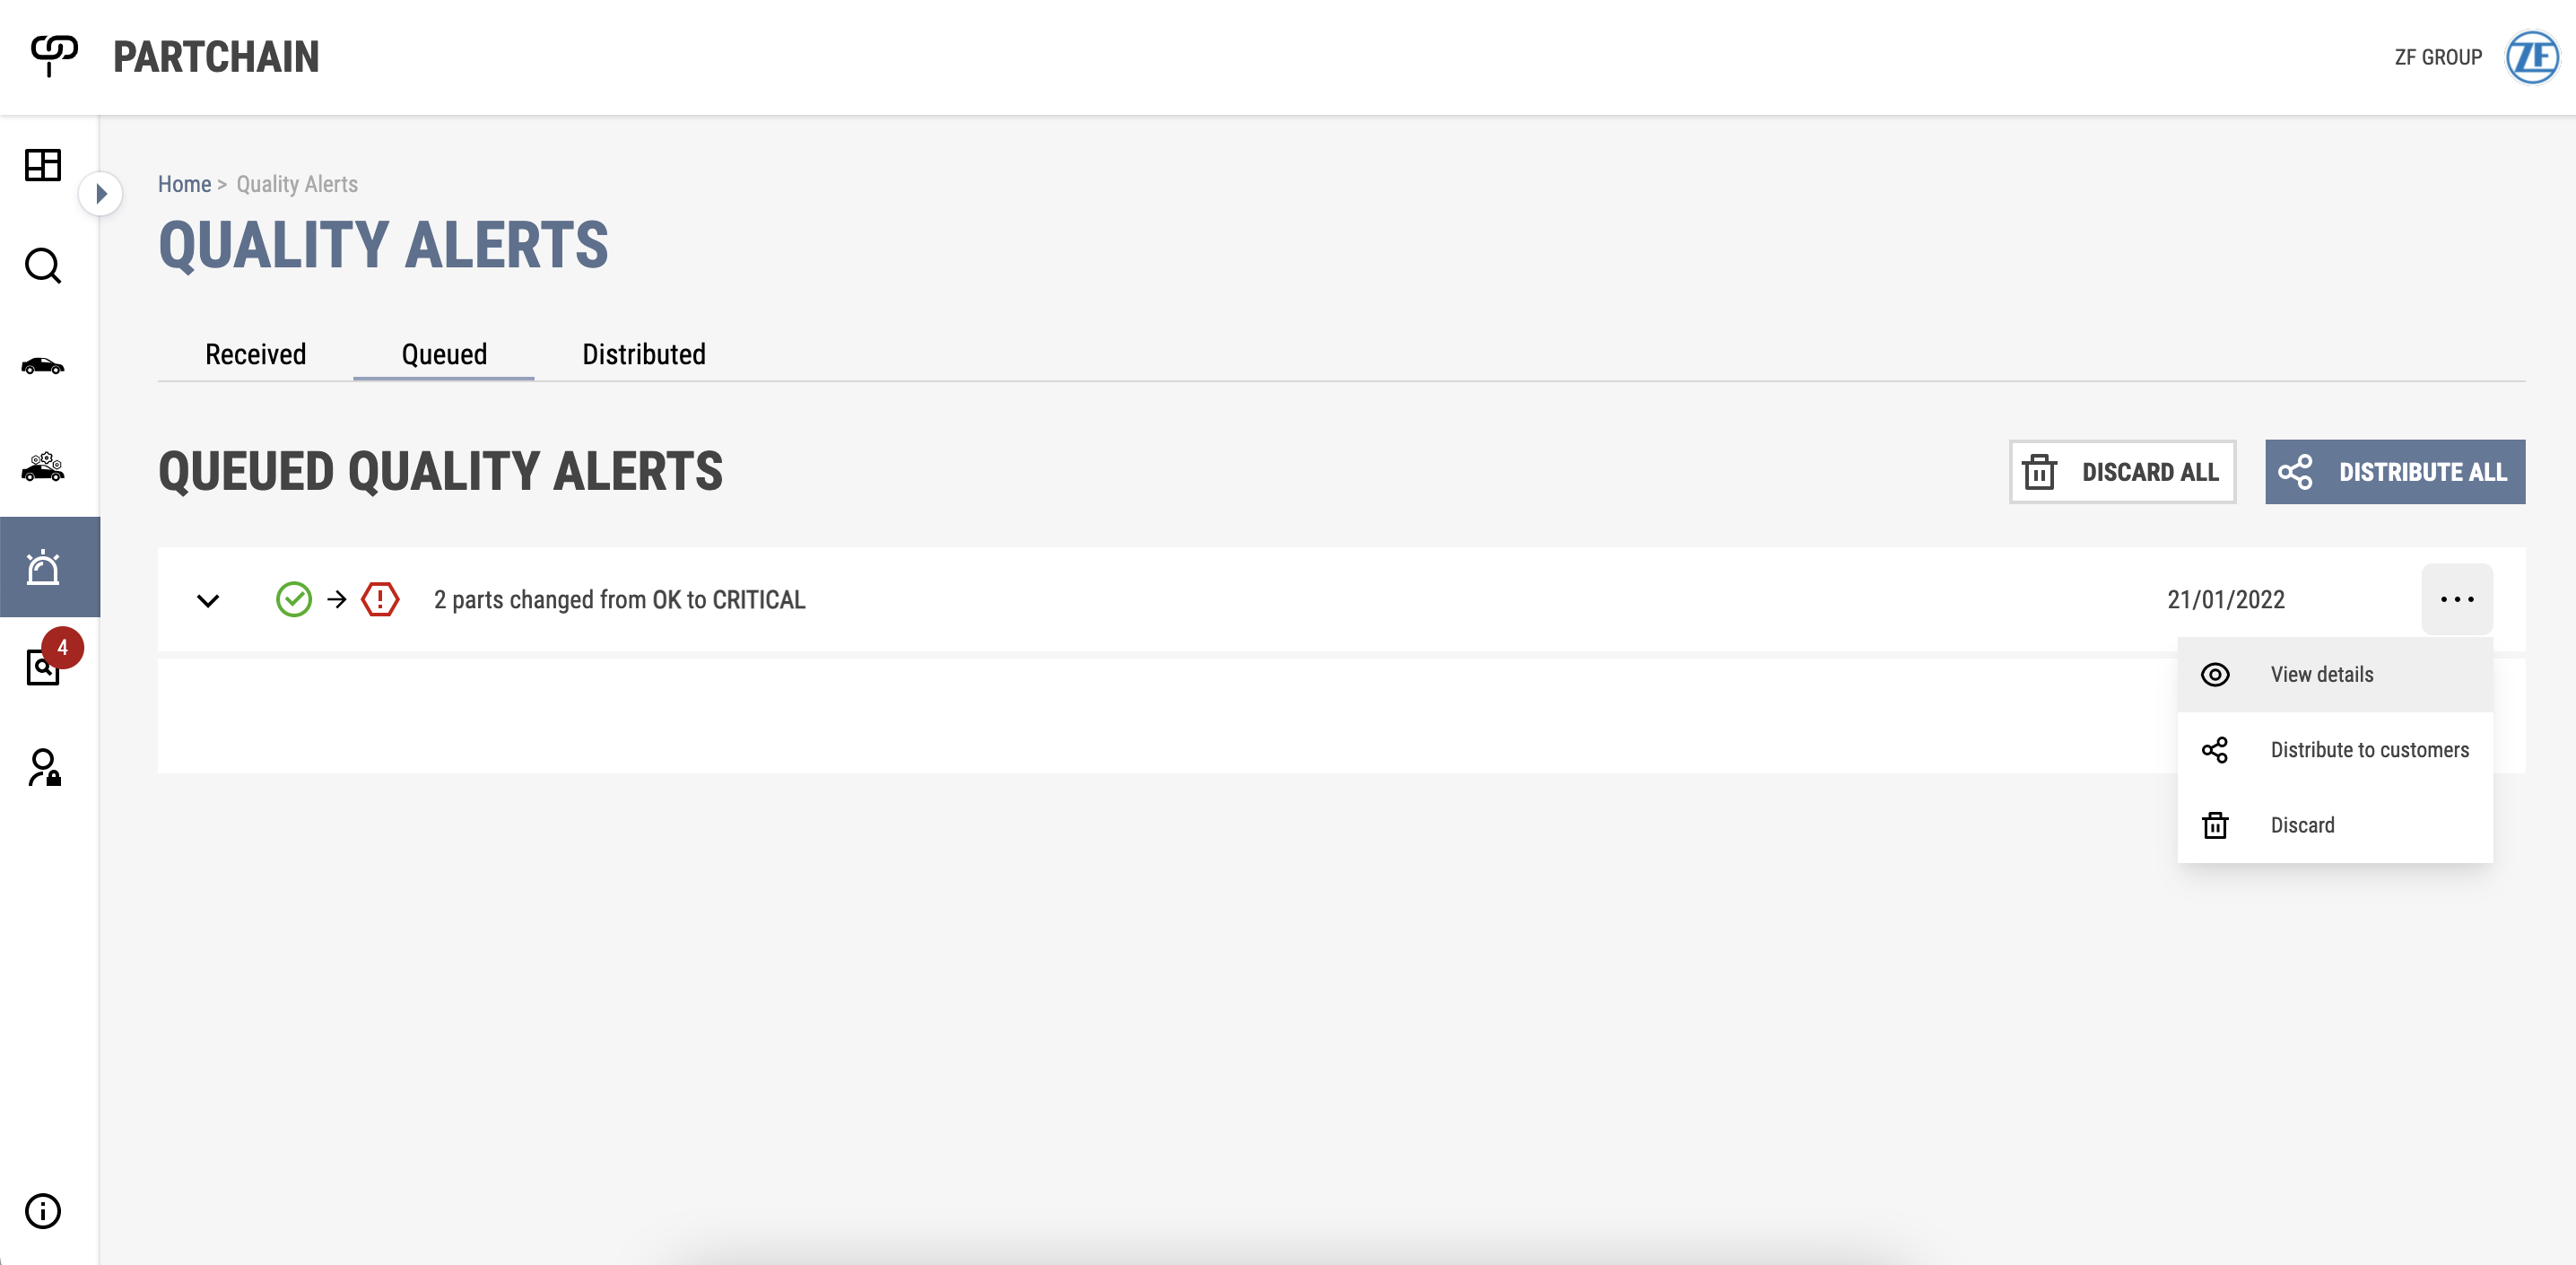 PARTCHAIN
ZF GROUP
ZF
Home > Quality Alerts
QUALITY ALERTS
Received
Queued
Distributed
QUEUED QUALITY ALERTS
DISCARD ALL
DISTRIBUTE ALL
2 parts changed from OK to CRITICAL
21/01/2022
...
View details
4
Distribute to customers
Discard